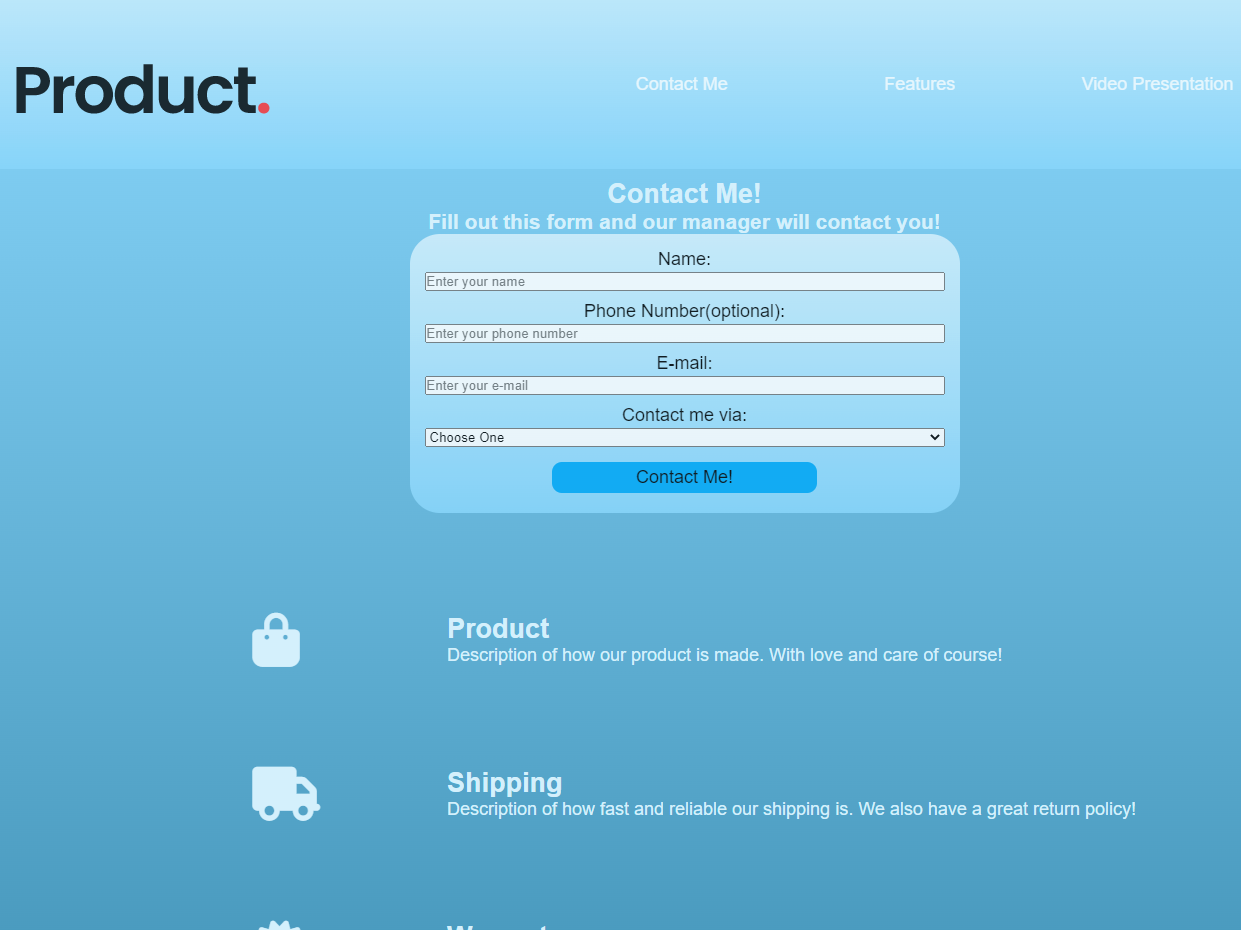 Product.
Contact Me
Features
Video Presentation
Contact Me!
Fill out this form and our manager will contact you!
Name:
Enter your name
Phone Number(optional):
Enter your phone number
E-mail:
Enter your e-mail
Contact me via:
Choose One
Contact Me!
Product
Description of how our product is made. With love and care of course!
Shipping
Description of how fast and reliable our shipping is. We also have a great return policy!